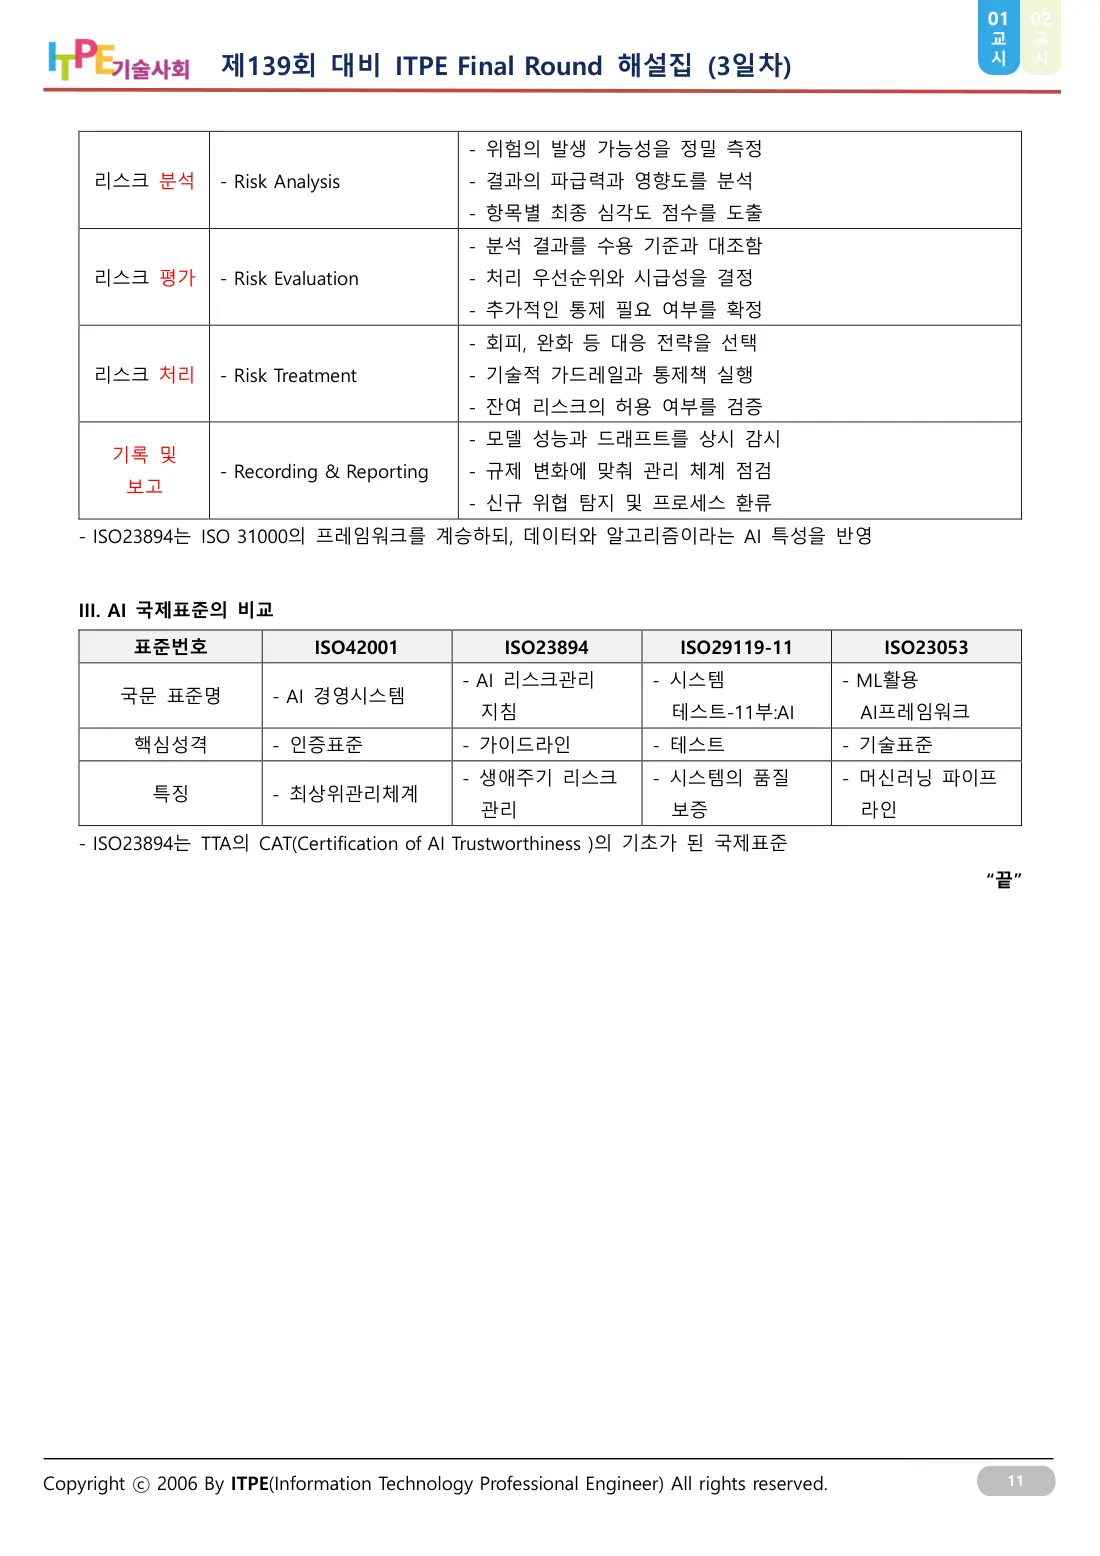 ITPE기술사회 제139회 대비 ITPE Final Round 해설집 (3일차)
01
교
시
02
교
시
리스크 분석
- Risk Analysis
- 위험의 발생 가능성을 정밀 측정
- 결과의 파급력과 영향도를 분석
- 항목별 최종 심각도 점수를 도출
리스크 평가
- Risk Evaluation
- 분석 결과를 수용 기준과 대조함
- 처리 우선순위와 시급성을 결정
- 추가적인 통제 필요 여부를 확정
리스크 처리
- Risk Treatment
- 회피, 완화 등 대응 전략을 선택
- 기술적 가드레일과 통제책 실행
- 잔여 리스크의 허용 여부를 검증
기록 및
보고
- Recording & Reporting
- 모델 성능과 드래프트를 상시 감시
- 규제 변화에 맞춰 관리 체계 점검
- 신규 위협 탐지 및 프로세스 환류
- ISO23894는 ISO 31000의 프레임워크를 계승하되, 데이터와 알고리즘이라는 AI 특성을 반영
III. AI 국제표준의 비교
표준번호 ISO42001 ISO23894 ISO29119-11 ISO23053
국문 표준명
- AI 경영시스템
- AI 리스크관리
지침
- 시스템
테스트-11부:AI
- ML활용
AI프레임워크
핵심성격 - 인증표준 - 가이드라인 - 테스트 - 기술표준
특징
- 최상위관리체계
- 생애주기 리스크
관리
- 시스템의 품질
보증
- 머신러닝 파이프
라인
- ISO23894는 TTA의 CAT(Certification of AI Trustworthiness )의 기초가 된 국제표준
“끝”
Copyright ⓒ 2006 By ITPE(Information Technology Professional Engineer) All rights reserved.
11